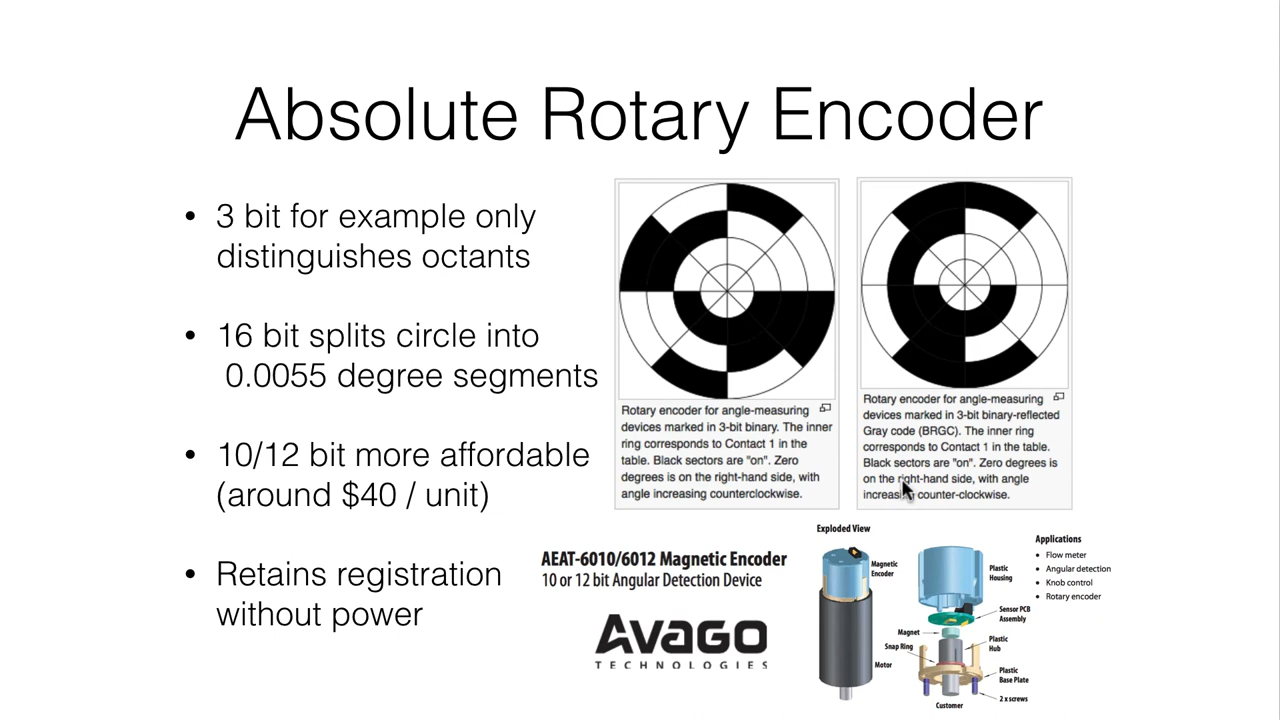 Absolute Rotary Encoder
• 3 bit for example only
distinguishes octants
• 16 bit splits circle into
0.0055 degree segments
• 10/12 bit more affordable
(around $40 / unit)
• Retains registration
without power
Rotary encoder for angle-measuring
devices marked in 3-bit binary. The inner
ring corresponds to Contact 1 in the
table. Black sectors are "on". Zero
degrees is on the right-hand side, with
angle increasing counterclockwise.
Rotary encoder for angle-measuring
devices marked in 3-bit binary-reflected
Gray code (BRGC). The inner ring
corresponds to Contact 1 in the table.
Black sectors are "on". Zero degrees is
on the right-hand side, with angle
increasing counter-clockwise.
AEAT-6010/6012 Magnetic Encoder
10 or 12 bit Angular Detection Device
AVAGO
TECHNOLOGIES
Exploded View
Magnetic
Encoder
Motor
Plastic
Housing
Sensor PCB
Assembly
Magnet
Snap Ring
Plastic
Hub
Plastic
Base Plate
2 x screws
Customer
Applications
• Flow meter
• Angular detection
• Knob control
• Rotary encoder